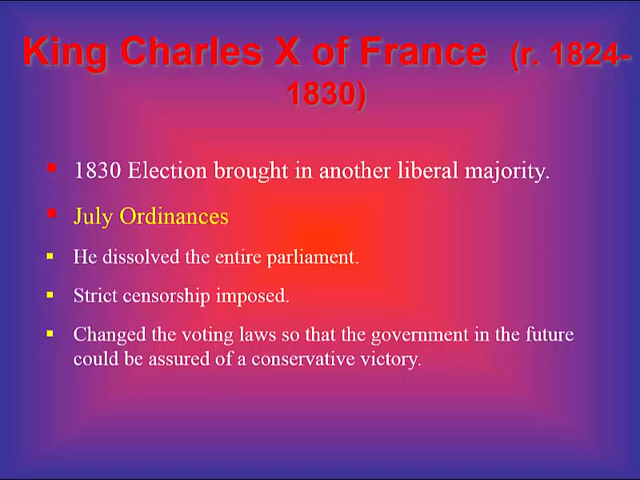 King Charles X of France (r. 1824-
1830)
1830 Election brought in another liberal majority.
July Ordinances
He dissolved the entire parliament.
Strict censorship imposed.
Changed the voting laws so that the government in the future
could be assured of a conservative victory.